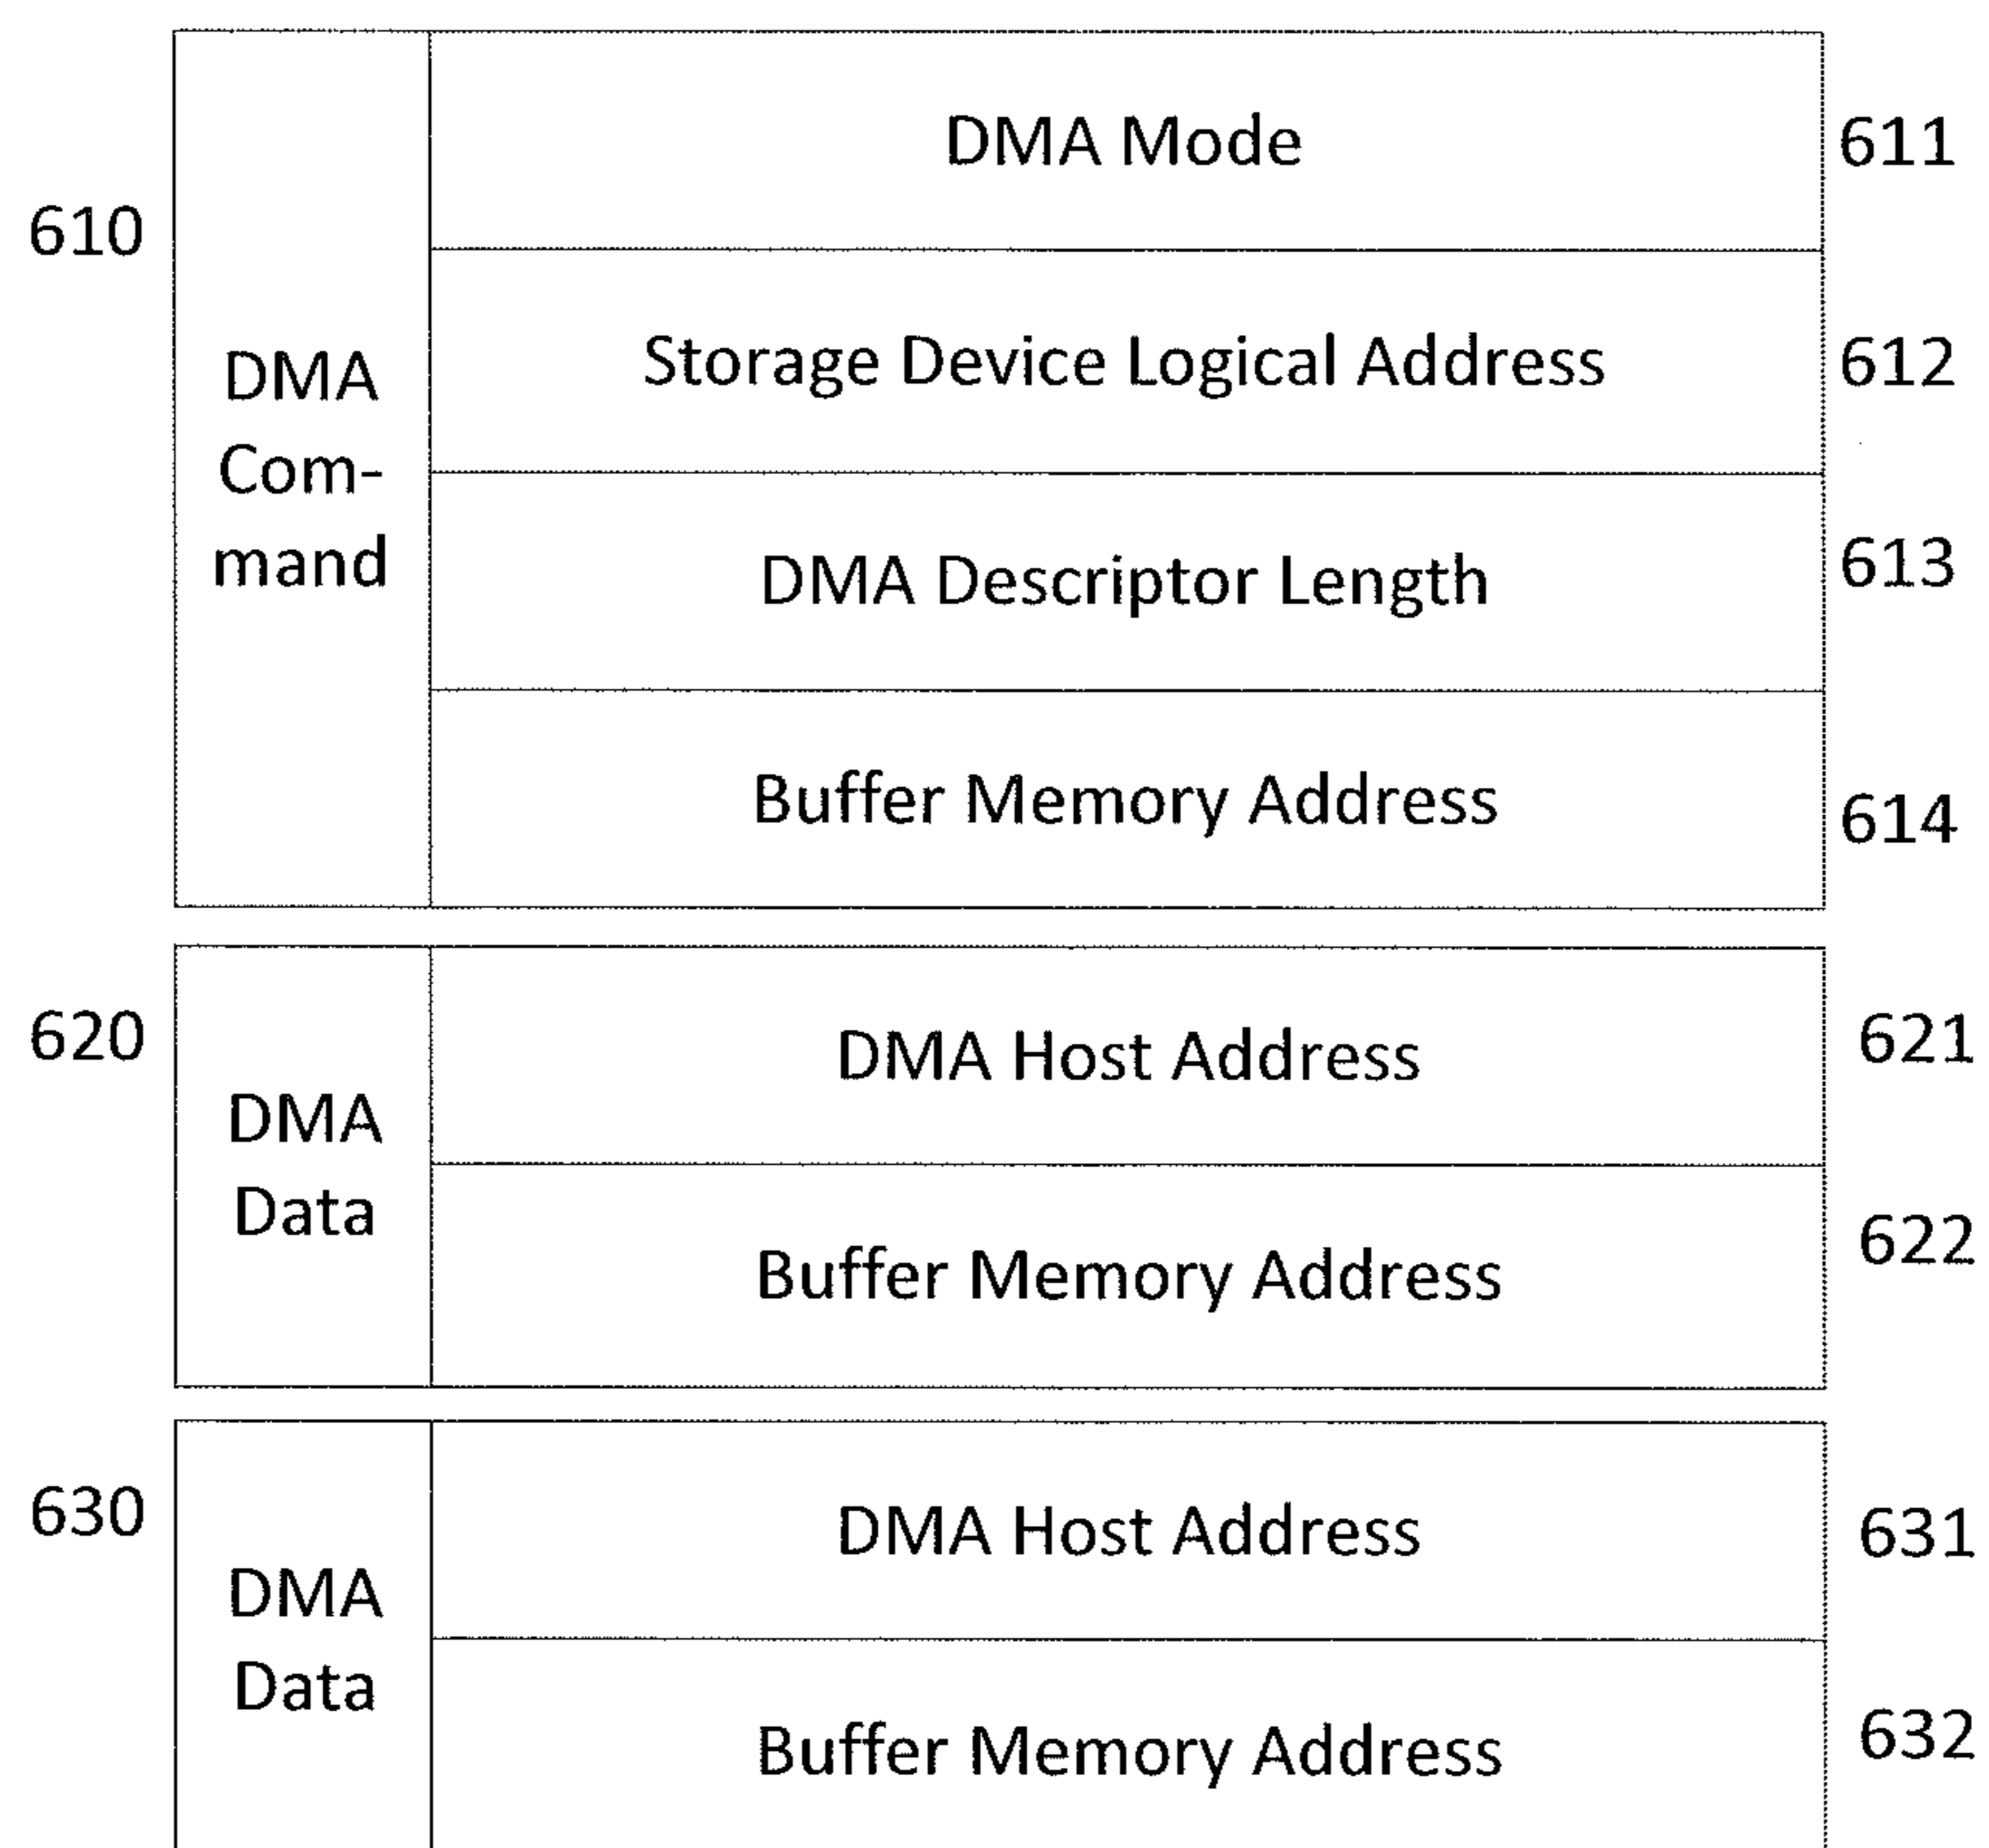 610
DMA
Com-
mand
DMA Mode
611
Storage Device Logical Address
612
DMA Descriptor Length
613
Buffer Memory Address
614
620
DMA
Data
DMA Host Address
621
Buffer Memory Address
622
630
DMA
Data
DMA Host Address
631
Buffer Memory Address
632